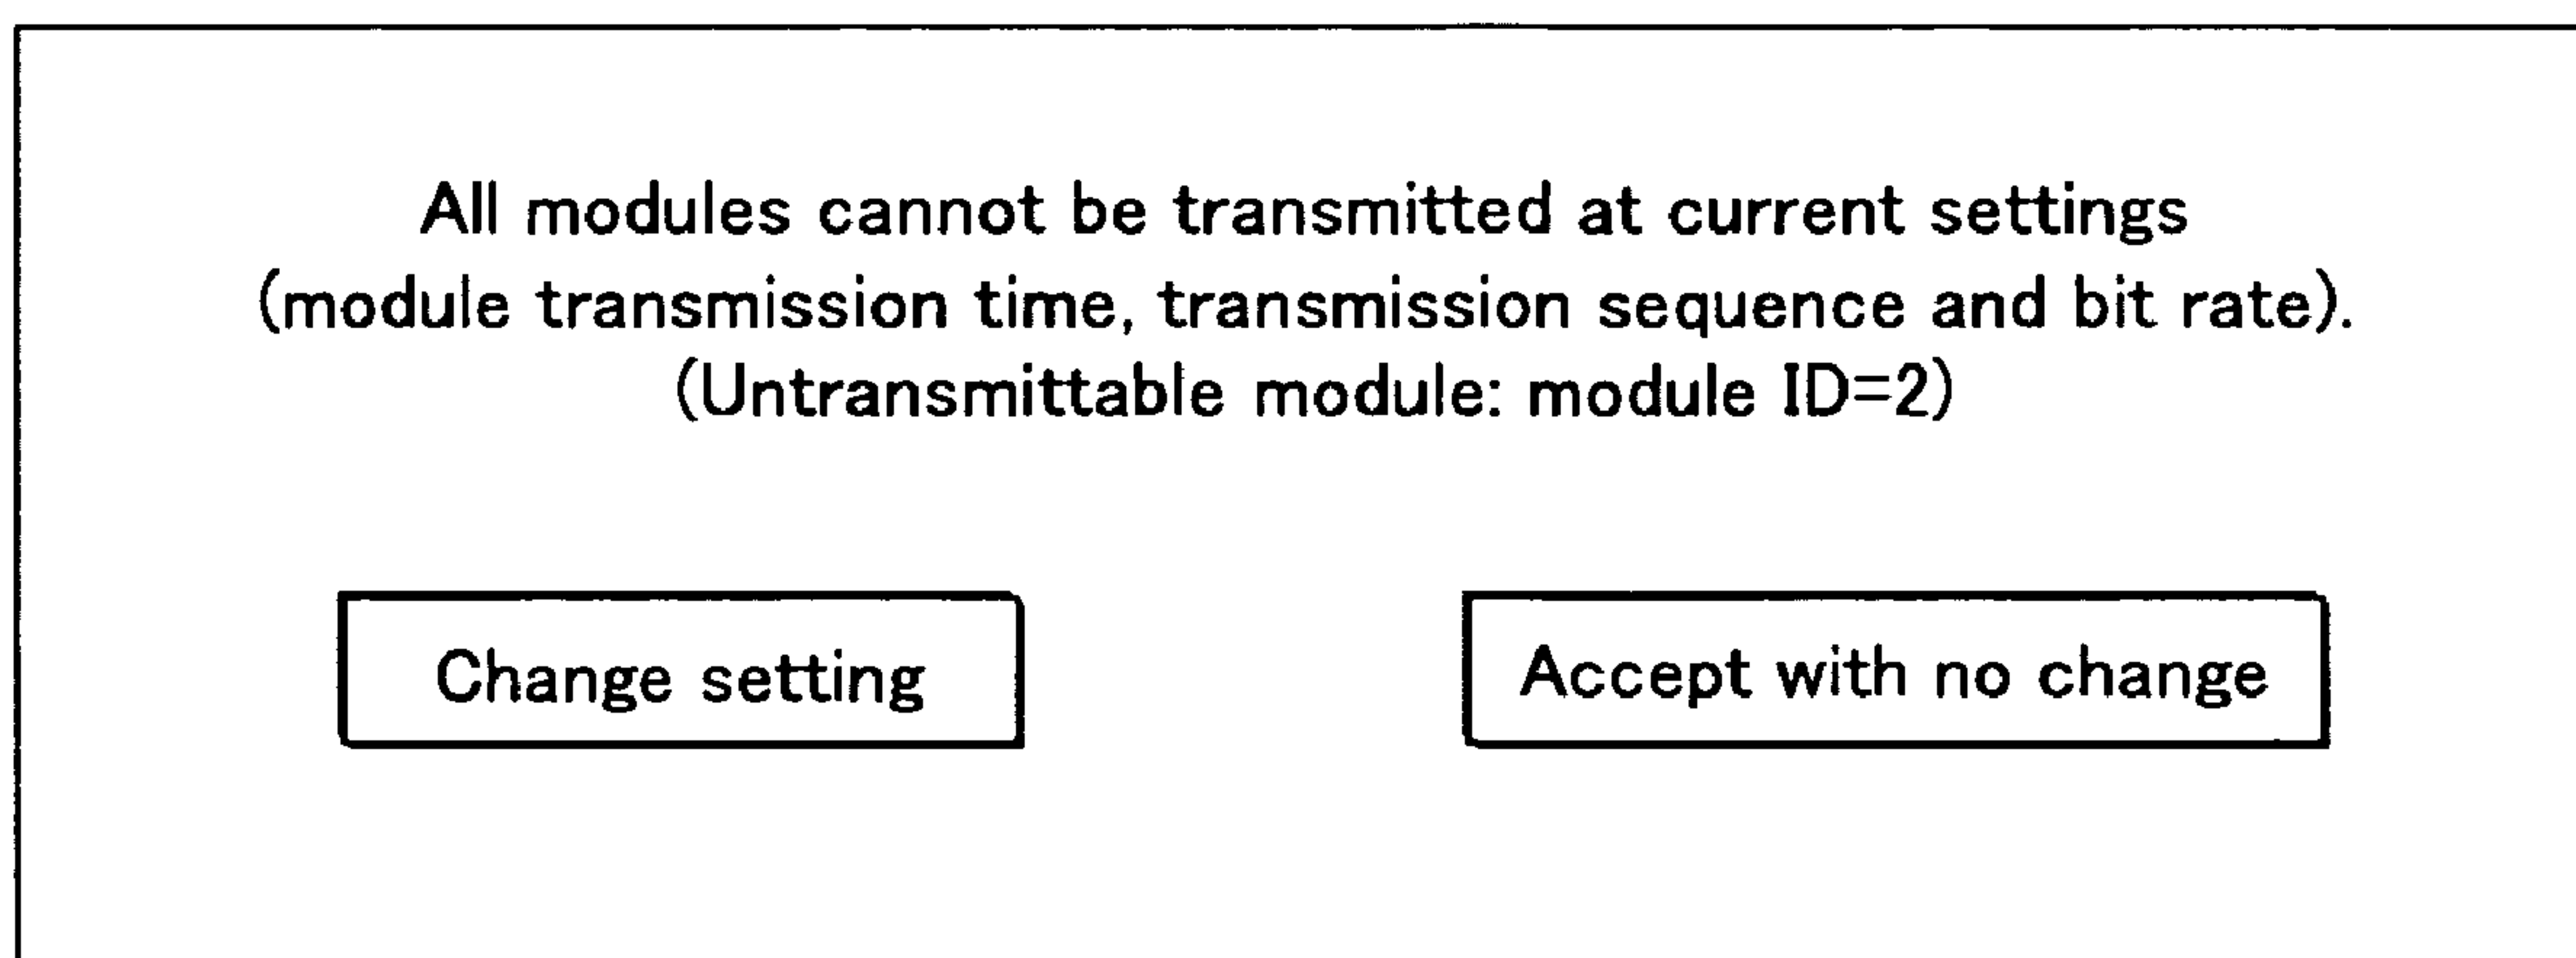 All modules cannot be transmitted at current settings
(module transmission time, transmission sequence and bit rate).
(Untransmittable module: module ID=2)
Change setting
Accept with no change